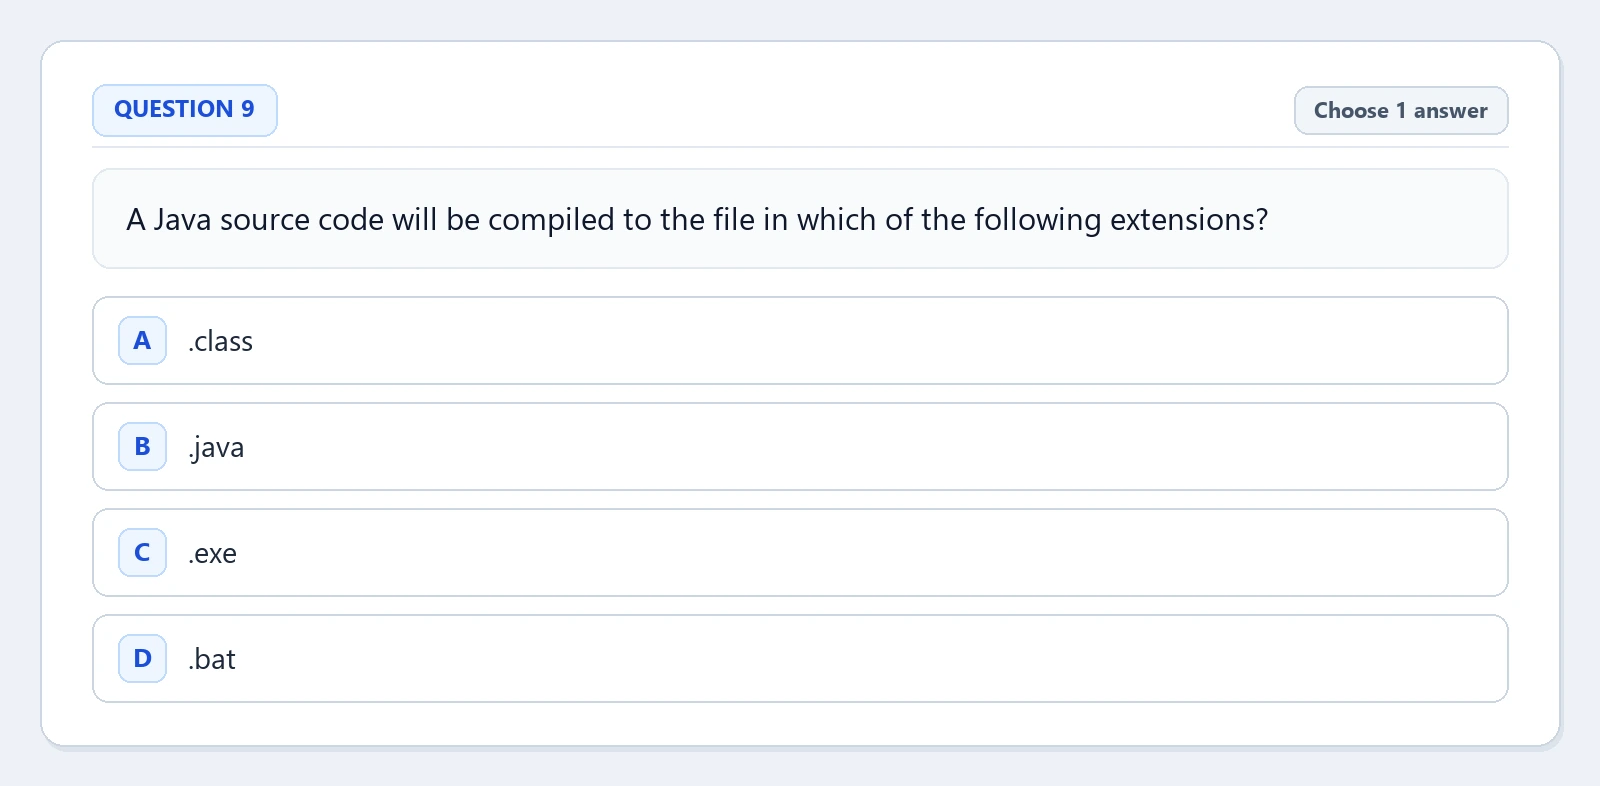 QUESTION 9
Choose 1 answer
A Java source code will be compiled to the file in which of the following extensions?
A .class
B .java
C .exe
D .bat